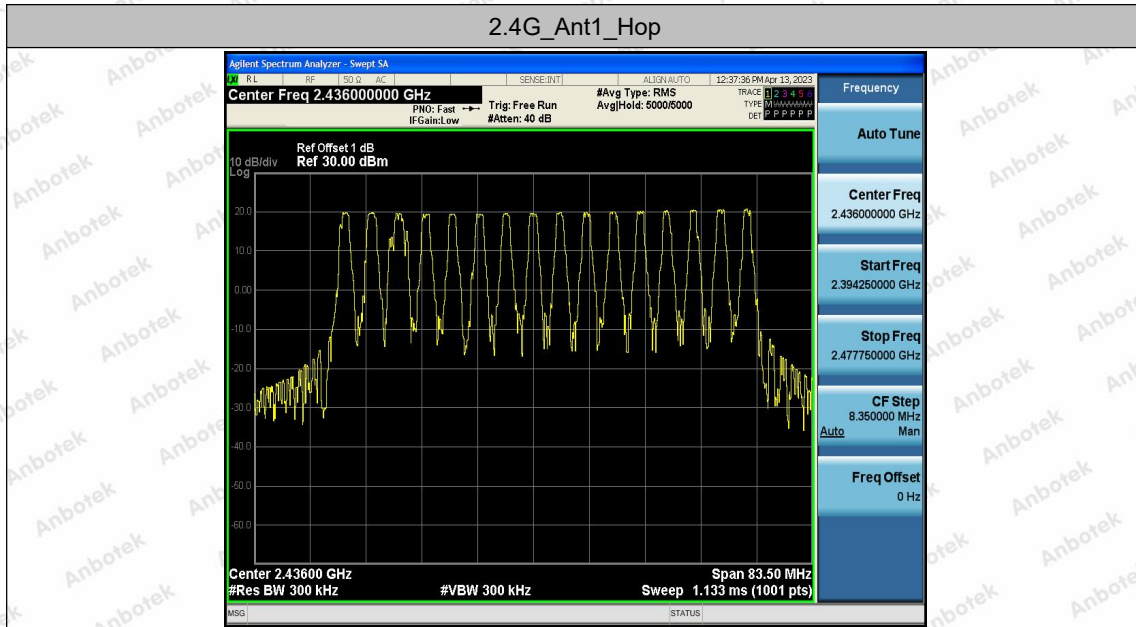 2.4G_Ant1_Hop
Agilent Spectrum Analyzer - Swept SA
LXI RL RF 50 Ω AC SENSE:INT ALIGNAUTO 12:37:36 PM Apr 13, 2023
Center Freq 2.436000000 GHz
PNO: Fast
IFGain:Low
Trig: Free Run
#Atten: 40 dB
#Avg Type: RMS
Avg|Hold: 5000/5000
TRACE 1 2 3 4 5 6
TYPE M
DET P P P P P P
Ref Offset 1 dB
10 dB/div Ref 30.00 dBm
Log
20.0
10.0
0.00
-10.0
-20.0
-30.0
-40.0
-50.0
-60.0
Center 2.43600 GHz Span 83.50 MHz
#Res BW 300 kHz #VBW 300 kHz Sweep 1.133 ms (1001 pts)
MSG STATUS
Frequency
Auto Tune
Center Freq
2.436000000 GHz
Start Freq
2.394250000 GHz
Stop Freq
2.477750000 GHz
CF Step
8.350000 MHz
Auto Man
Freq Offset
0 Hz
Anbotek